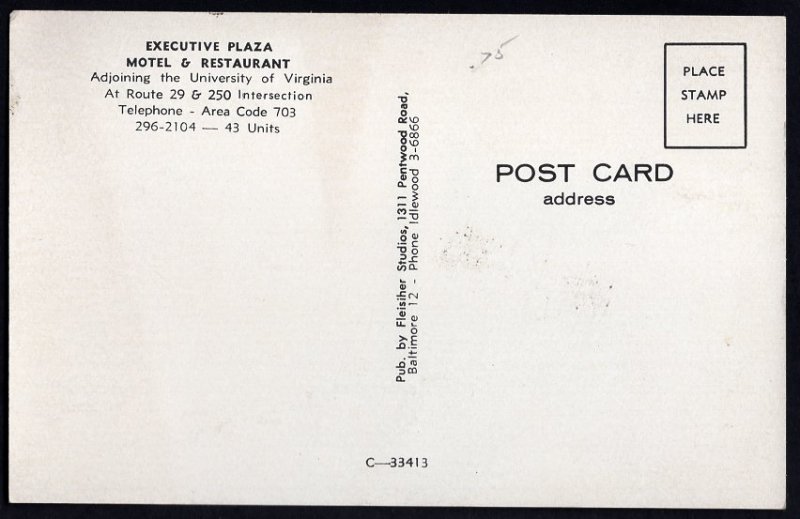 EXECUTIVE PLAZA
MOTEL & RESTAURANT
Adjoining the University of Virginia
At Route 29 & 250 Intersection
Telephone - Area Code 703
296-2104 — 43 Units
Pub. by Fleisiher Studios, 1311 Pentwood Road,
Baltimore 12 - Phone Idlewood 3-6866
C—33413
.75
PLACE
STAMP
HERE
POST CARD
address